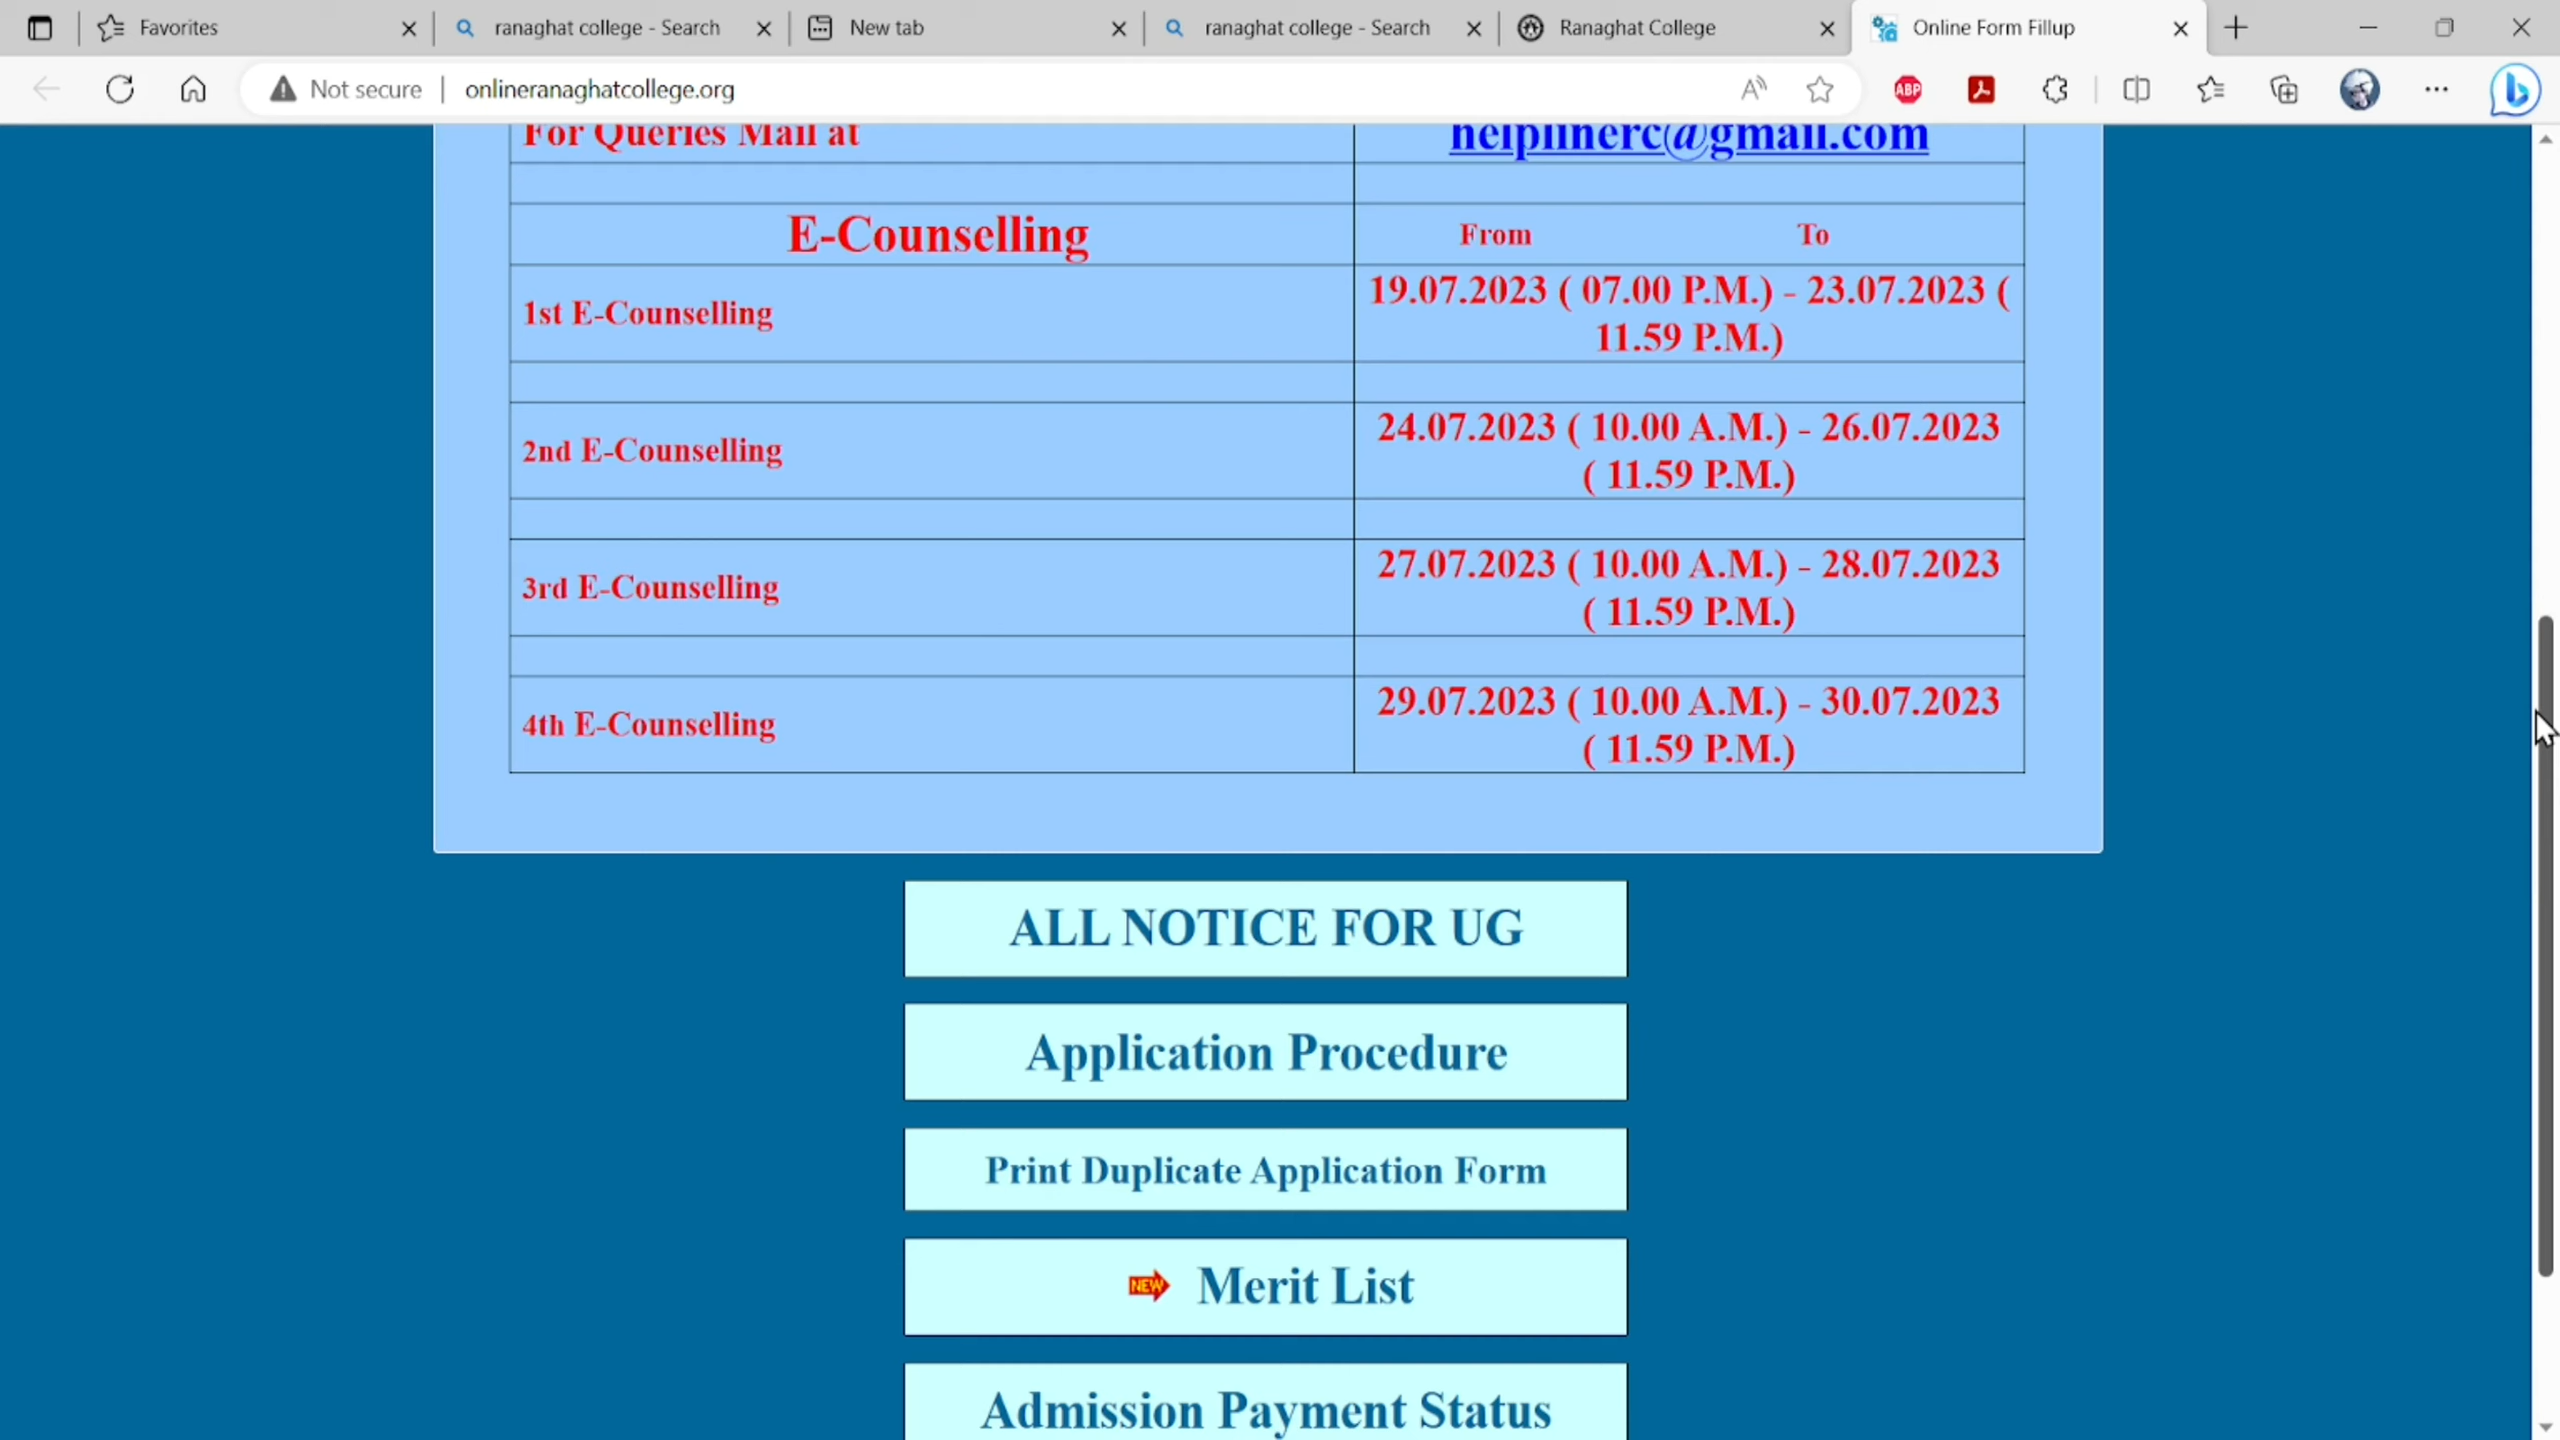 Favorites
ranaghat college - Search
New tab
ranaghat college - Search
Ranaghat College
Online Form Fillup
Not secure
onlineranaghatcollege.org
ABP
For Queries Mail at
helplinerc@gmail.com
E-Counselling
From To
1st E-Counselling
19.07.2023 ( 07.00 P.M.) - 23.07.2023 (
11.59 P.M.)
2nd E-Counselling
24.07.2023 ( 10.00 A.M.) - 26.07.2023
( 11.59 P.M.)
3rd E-Counselling
27.07.2023 ( 10.00 A.M.) - 28.07.2023
( 11.59 P.M.)
4th E-Counselling
29.07.2023 ( 10.00 A.M.) - 30.07.2023
( 11.59 P.M.)
ALL NOTICE FOR UG
Application Procedure
Print Duplicate Application Form
NEW Merit List
Admission Payment Status